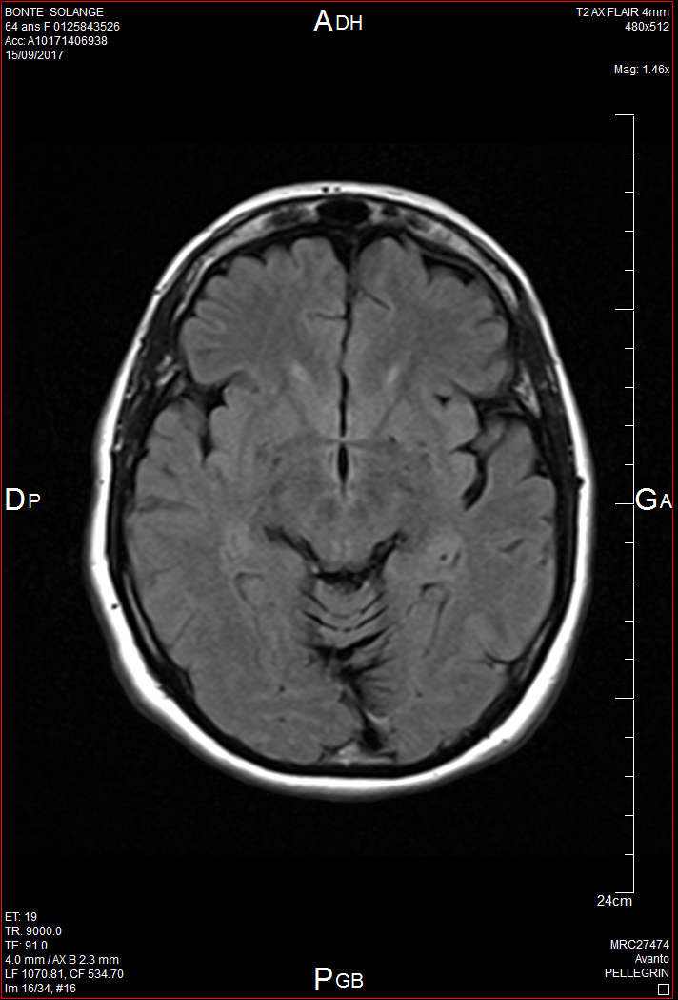 BONTE SOLANGE
64 ans F 0125843526
Acc: A10171406938
15/09/2017
ADH
T2 AX FLAIR 4mm
480x512
Mag: 1.46x
DP
GA
24cm
ET: 19
TR: 9000.0
TE: 91.0
4.0 mm / AX B 2.3 mm
LF 1070.81, CF 534.70
Im 16/34, #16
PGB
MRC27474
Avanto
PELLEGRIN